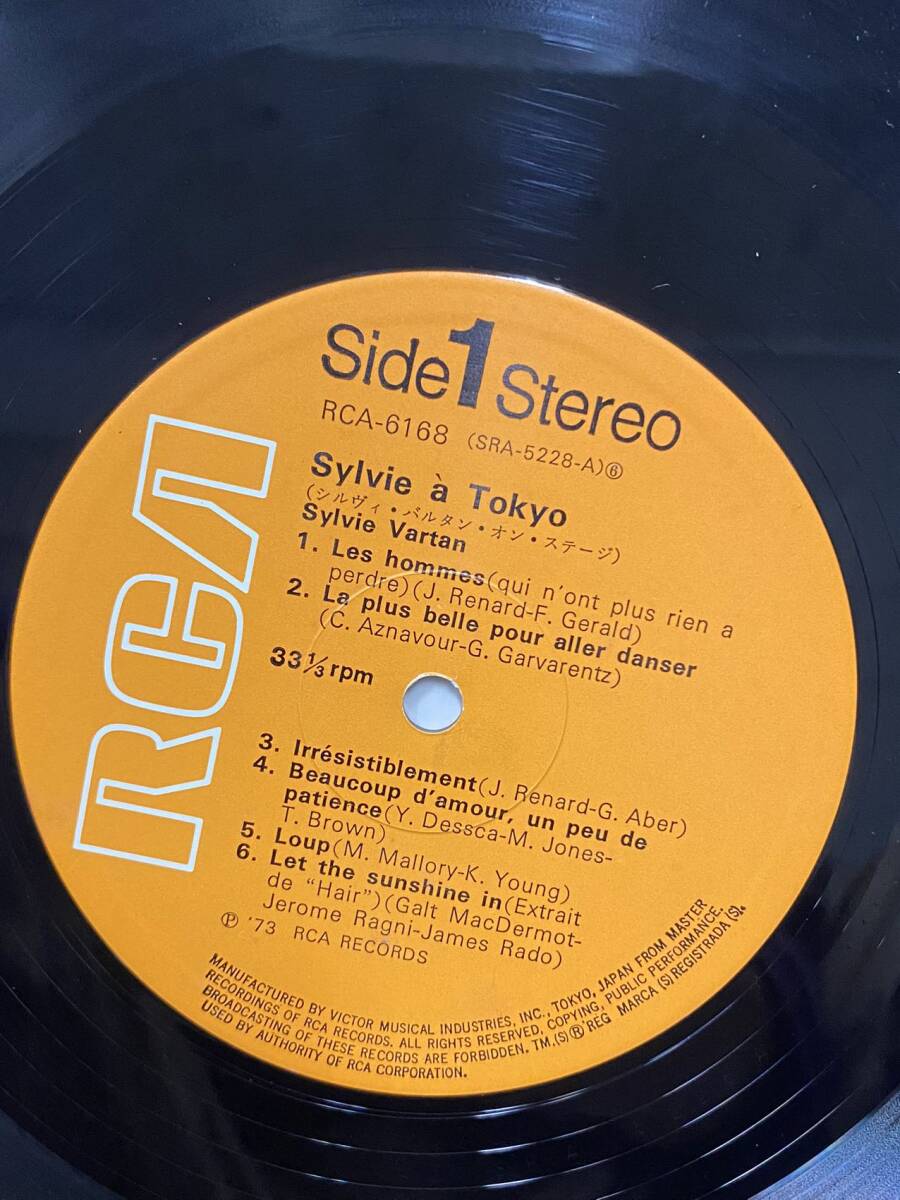 RCA
Side 1 Stereo
RCA-6168 (SRA-5228-A)⑥
Sylvie à Tokyo
(シルヴィ・バルタン・オン・ステージ)
Sylvie Vartan
1. Les hommes(qui n'ont plus rien a
perdre)(J. Renard-F. Gerald)
2. La plus belle pour aller danser
(C. Aznavour-G. Garvarentz)
33 1/3 rpm
3. Irrésistiblement(J. Renard-G. Aber)
4. Beaucoup d'amour, un peu de
patience(Y. Dessca-M. Jones-
T. Brown)
5. Loup(M. Mallory-K. Young)
6. Let the sunshine in(Extrait
de "Hair")(Galt MacDermot-
Jerome Ragni-James Rado)
Ⓟ '73 RCA RECORDS
MANUFACTURED BY VICTOR MUSICAL INDUSTRIES, INC., TOKYO, JAPAN FROM MASTER
RECORDINGS OF RCA RECORDS. ALL RIGHTS RESERVED, COPYING, PUBLIC PERFORMANCE,
BROADCASTING OF THESE RECORDS ARE FORBIDDEN. TM.(S)® REG MARCA (S) REGISTRADA (S).
USED BY AUTHORITY OF RCA CORPORATION.